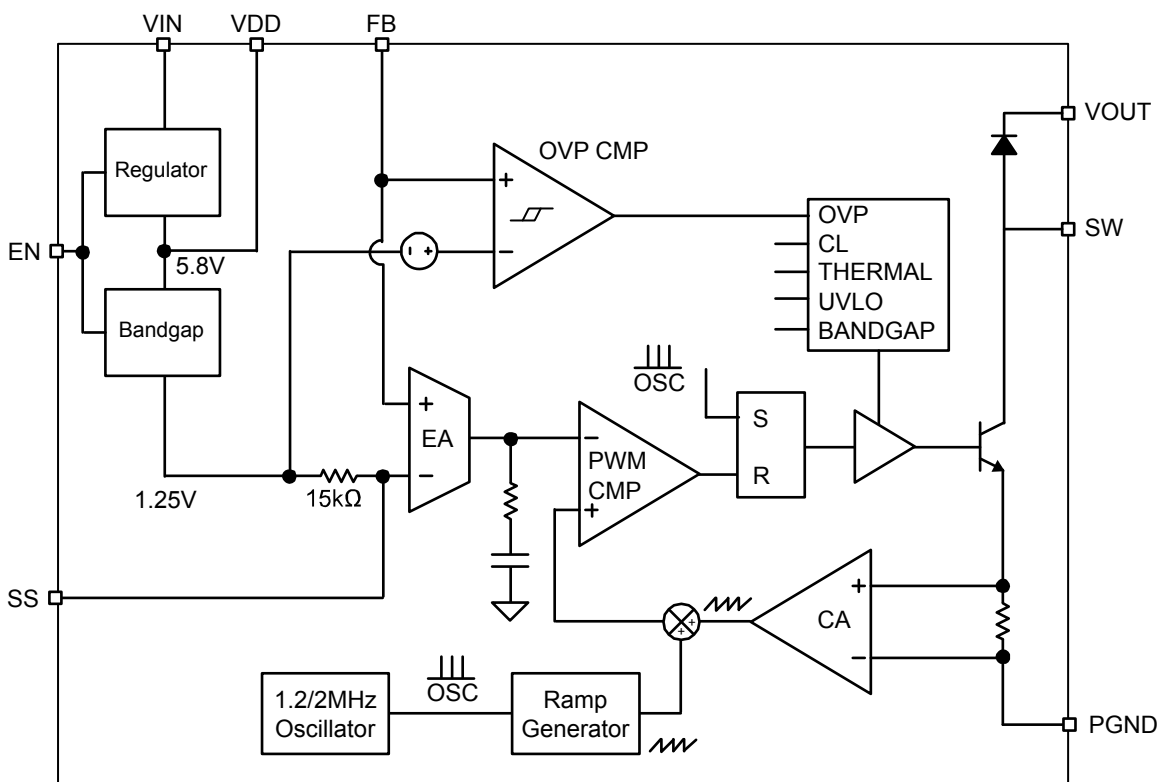 VIN
VDD
FB
OVP CMP
VOUT
Regulator
OVP
SW
CL
EN
THERMAL
5.8V
UVLO
Bandgap
BANDGAP
OSC
+
−
+
S
EA
−
PWM
CMP
R
−
+
1.25V
15kΩ
SS
+
CA
−
+
+
OSC
1.2/2MHz
Oscillator
Ramp
Generator
PGND